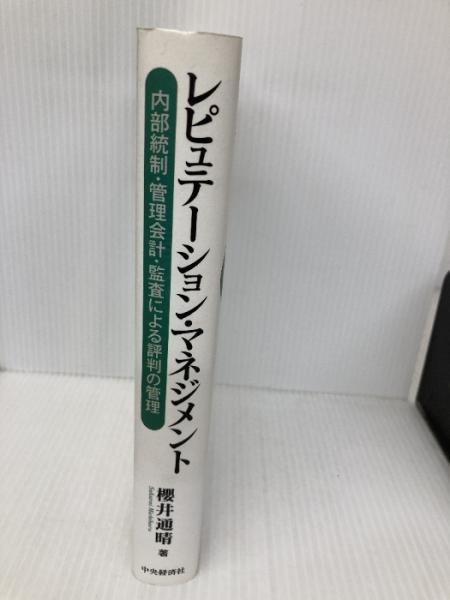 レピュテーション・マネジメント
内部統制・管理会計・監査による評判の管理
櫻井通晴
Sakurai Michiharu
著
中央経済社